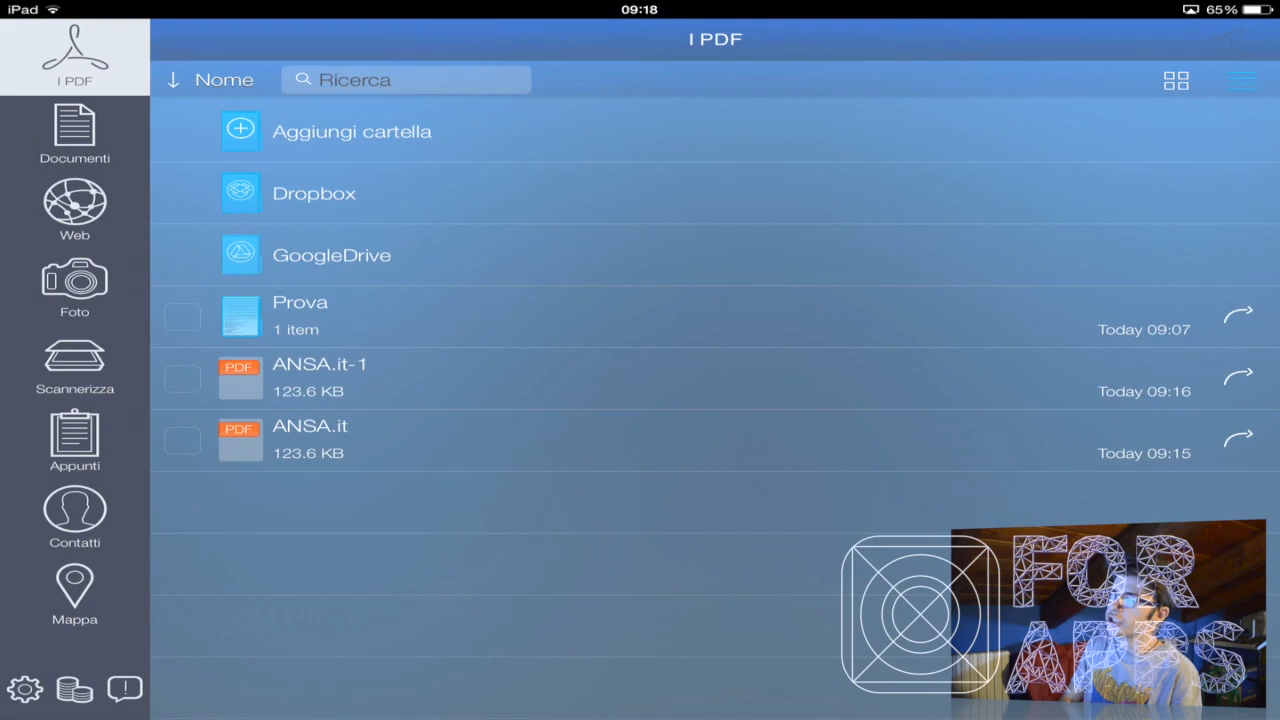 iPad 09:18 65%
I PDF
I PDF
Nome Ricerca
Aggiungi cartella
Documenti
Dropbox
Web
GoogleDrive
Foto
Prova
1 item Today 09:07
Scannerizza
ANSA.it-1
PDF
123.6 KB Today 09:16
Appunti
ANSA.it
PDF
123.6 KB Today 09:15
Contatti
Mappa
FOR
APPS